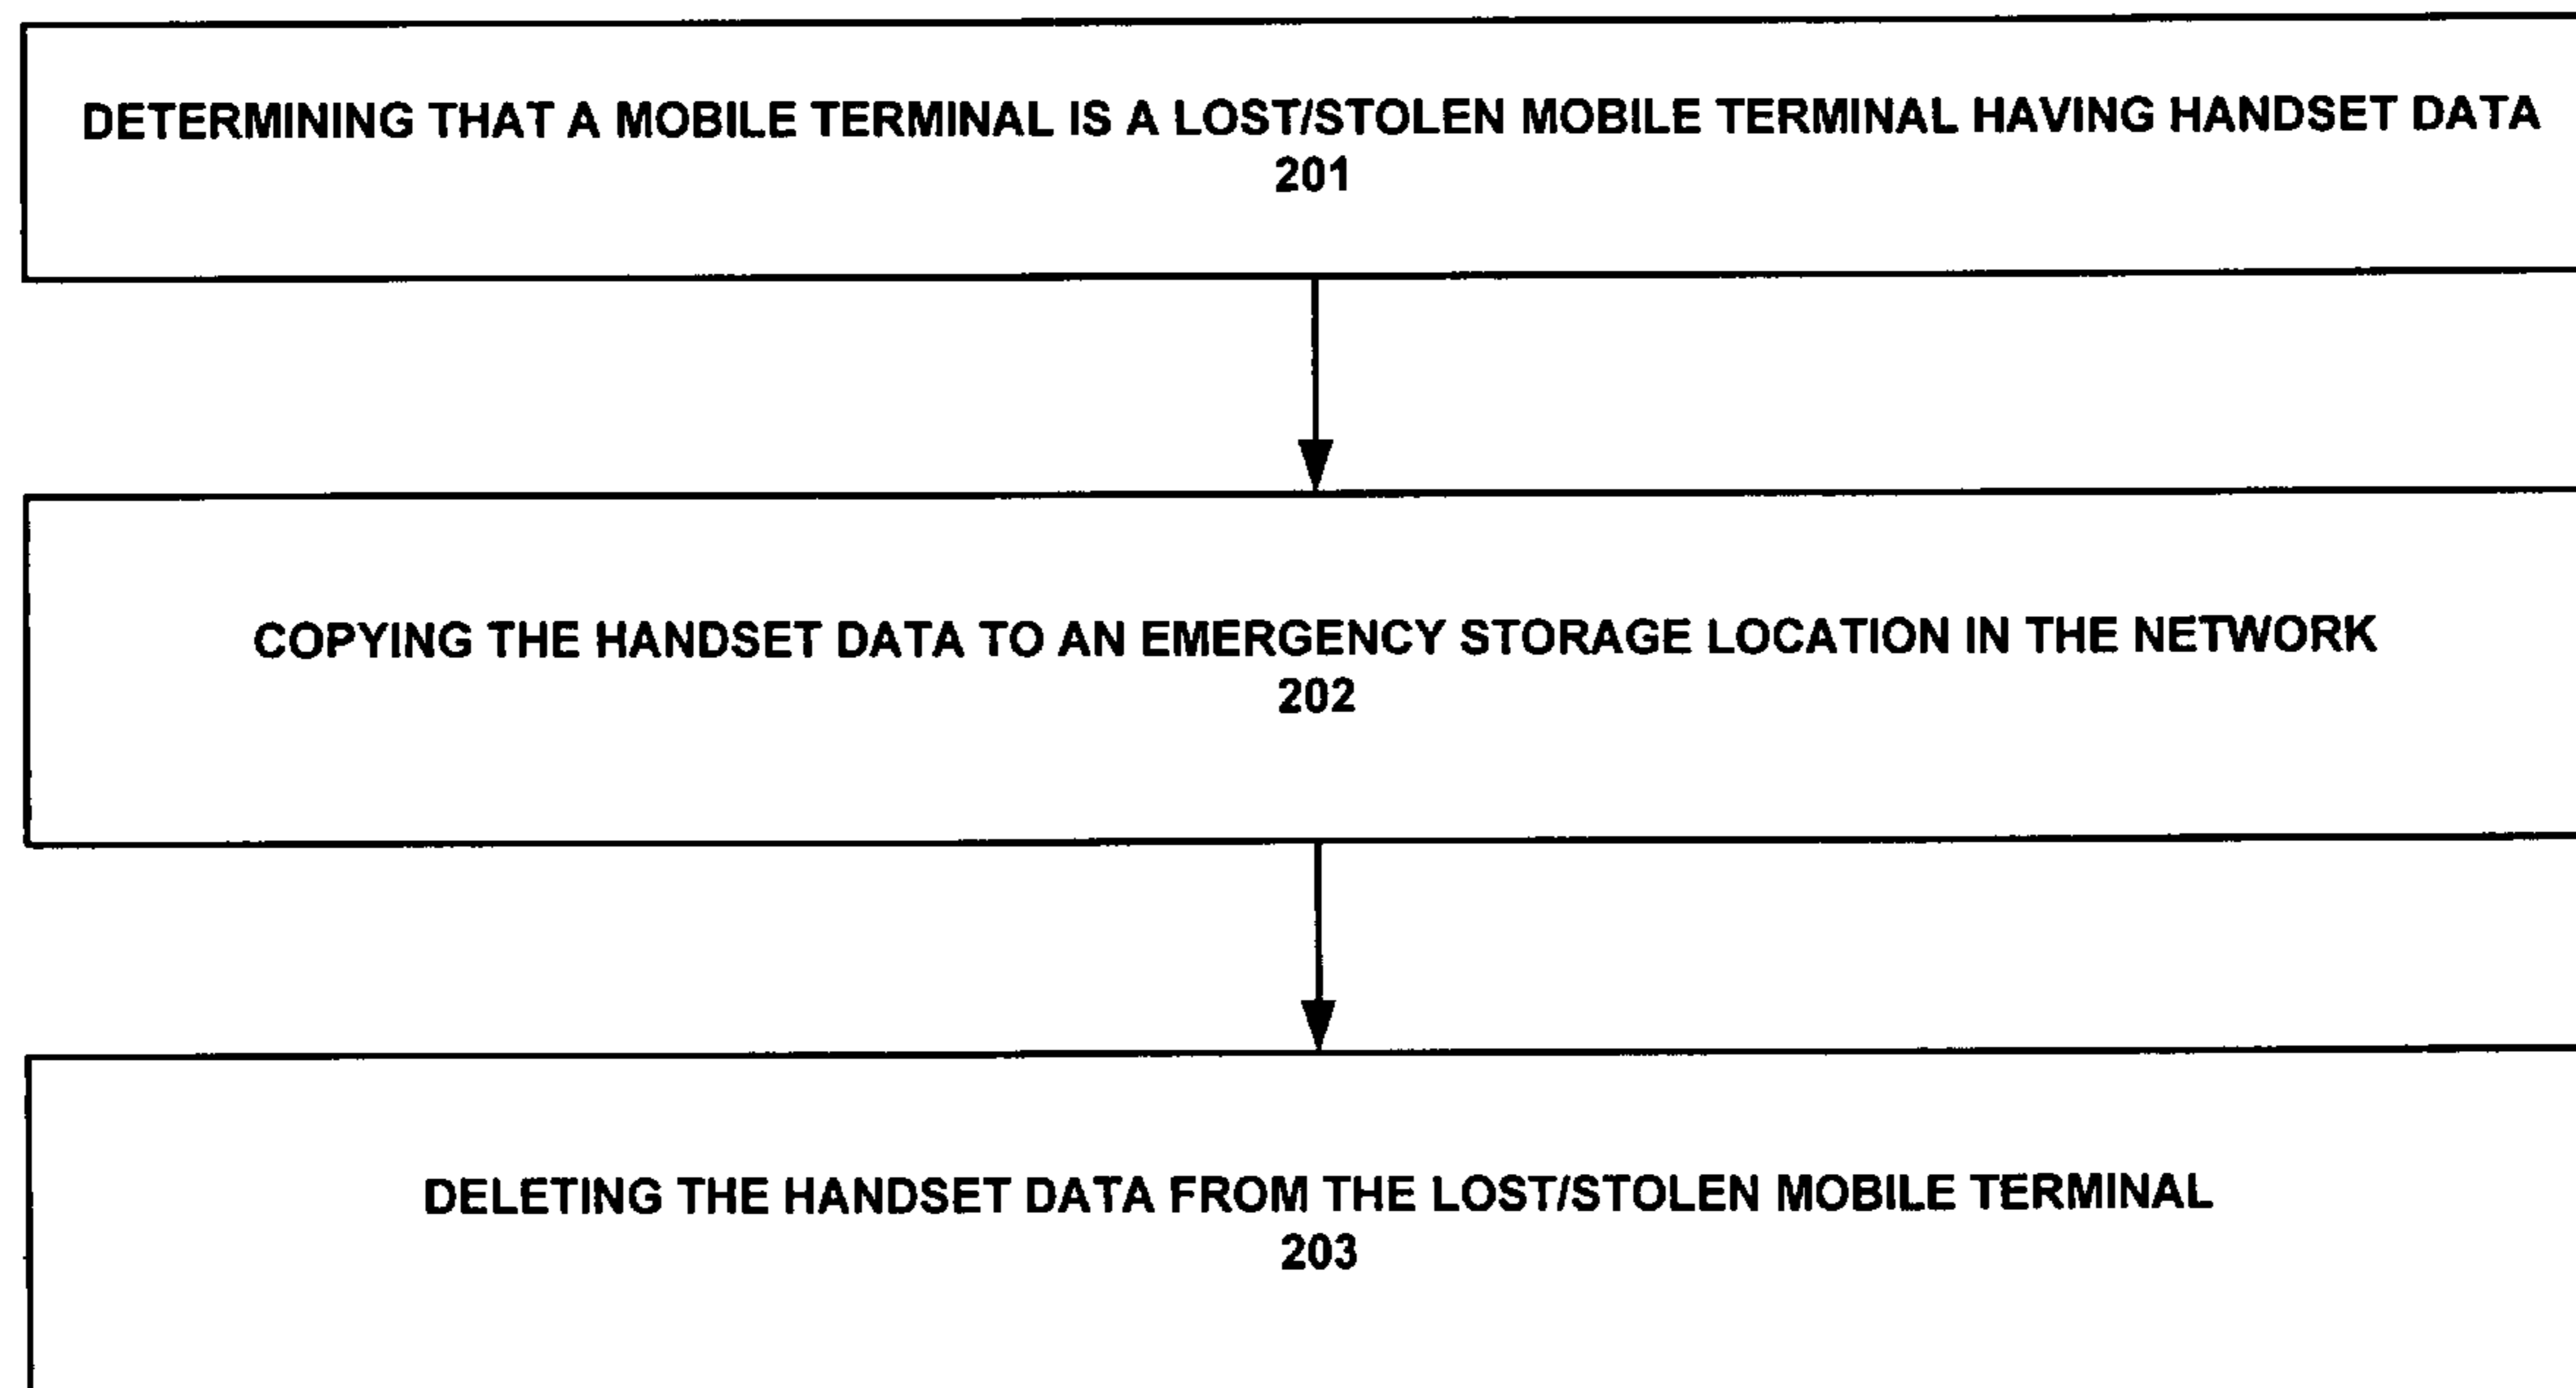 DETERMINING THAT A MOBILE TERMINAL IS A LOST/STOLEN MOBILE TERMINAL HAVING HANDSET DATA
201
COPYING THE HANDSET DATA TO AN EMERGENCY STORAGE LOCATION IN THE NETWORK
202
DELETING THE HANDSET DATA FROM THE LOST/STOLEN MOBILE TERMINAL
203